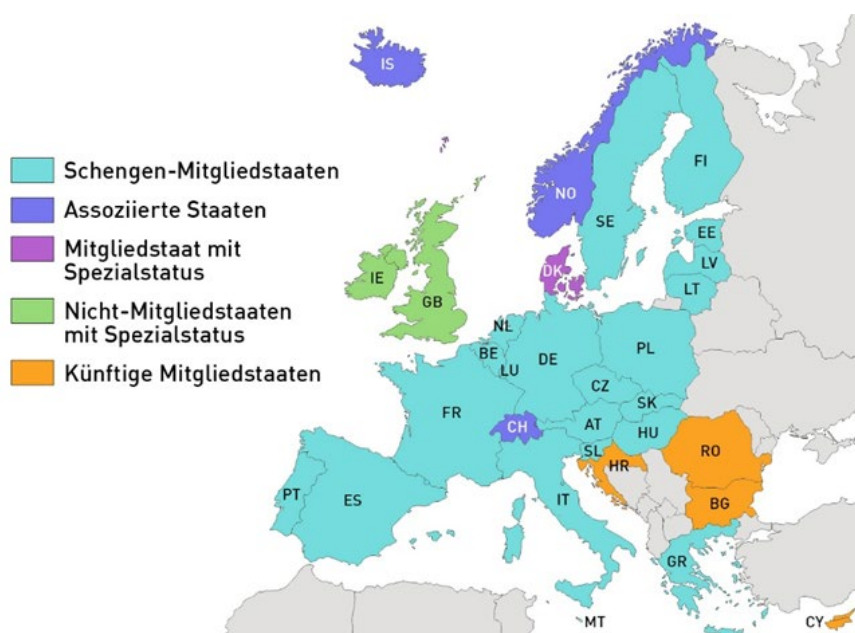 IS
Schengen-Mitgliedstaaten
Assoziierte Staaten
Mitgliedstaat mit
Spezialstatus
Nicht-Mitgliedstaaten
mit Spezialstatus
Künftige Mitgliedstaaten
FI
NO
SE
EE
LV
LT
DK
IE
GB
NL
BE
LU
DE
PL
CZ
SK
FR
CH
AT
HU
SL
HR
RO
PT
ES
IT
BG
GR
MT
CY